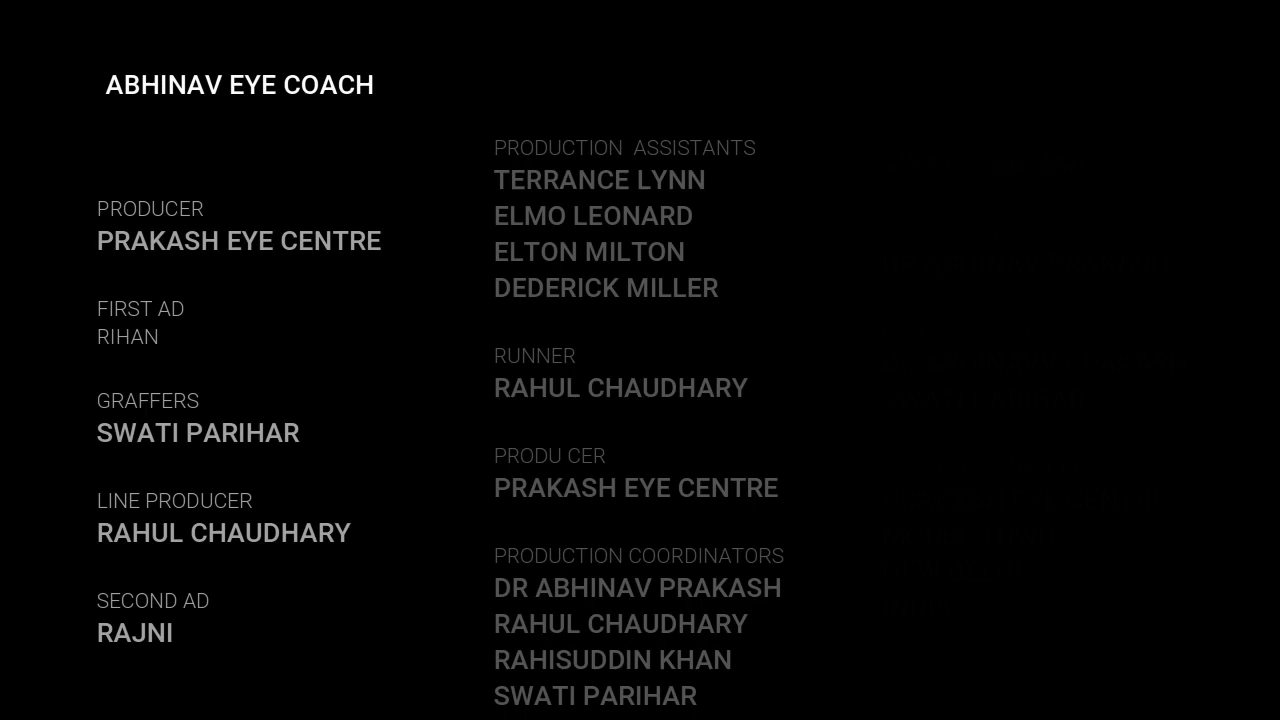 ABHINAV EYE COACH
PRODUCER
PRAKASH EYE CENTRE
FIRST AD
RIHAN
GRAFFERS
SWATI PARIHAR
LINE PRODUCER
RAHUL CHAUDHARY
SECOND AD
RAJNI
PRODUCTION ASSISTANTS
TERRANCE LYNN
ELMO LEONARD
ELTON MILTON
DEDERICK MILLER
RUNNER
RAHUL CHAUDHARY
PRODU CER
PRAKASH EYE CENTRE
PRODUCTION COORDINATORS
DR ABHINAV PRAKASH
RAHUL CHAUDHARY
RAHISUDDIN KHAN
SWATI PARIHAR